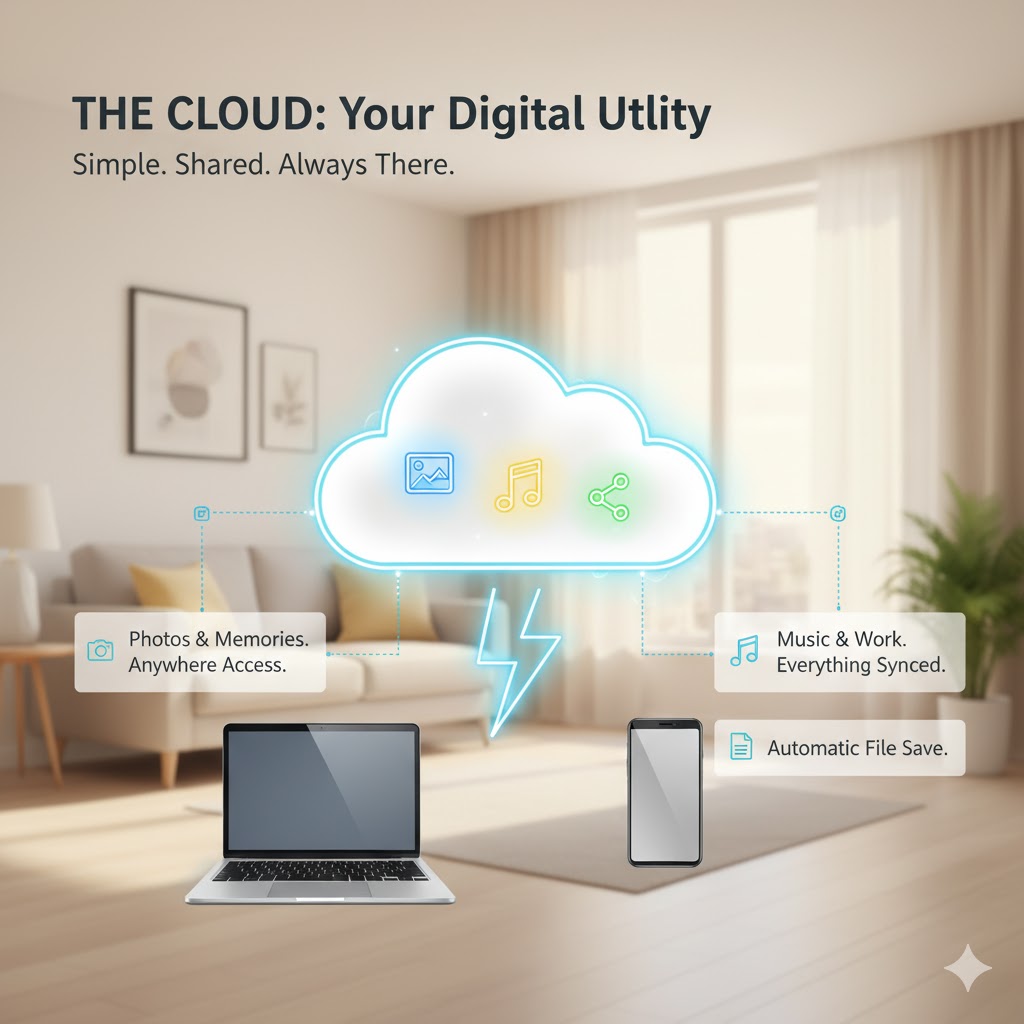 THE CLOUD: Your Digital Utlity
Simple. Shared. Always There.
Photos & Memories.
Anywhere Access.
Music & Work.
Everything Synced.
Automatic File Save.